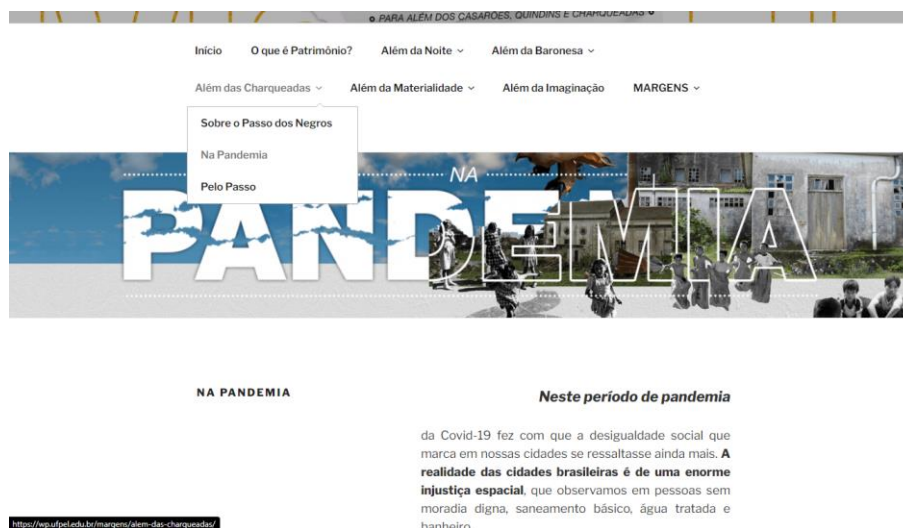 PARA ALÉM DOS CASARÕES, QUINDINS E CHARQUEADAS
Início O que é Patrimônio? Além da Noite Além da Baronesa
Além das Charqueadas Além da Materialidade Além da Imaginação MARGENS
Sobre o Passo dos Negros
Na Pandemia
Pelo Passo
NA
PANDEMIA
NA PANDEMIA
Neste período de pandemia
da Covid-19 fez com que a desigualdade social que
marca em nossas cidades se ressaltasse ainda mais. A
realidade das cidades brasileiras é de uma enorme
injustiça espacial, que observamos em pessoas sem
moradia digna, saneamento básico, água tratada e
banheiro
https://wp.ufpel.edu.br/margens/alem-das-charqueadas/